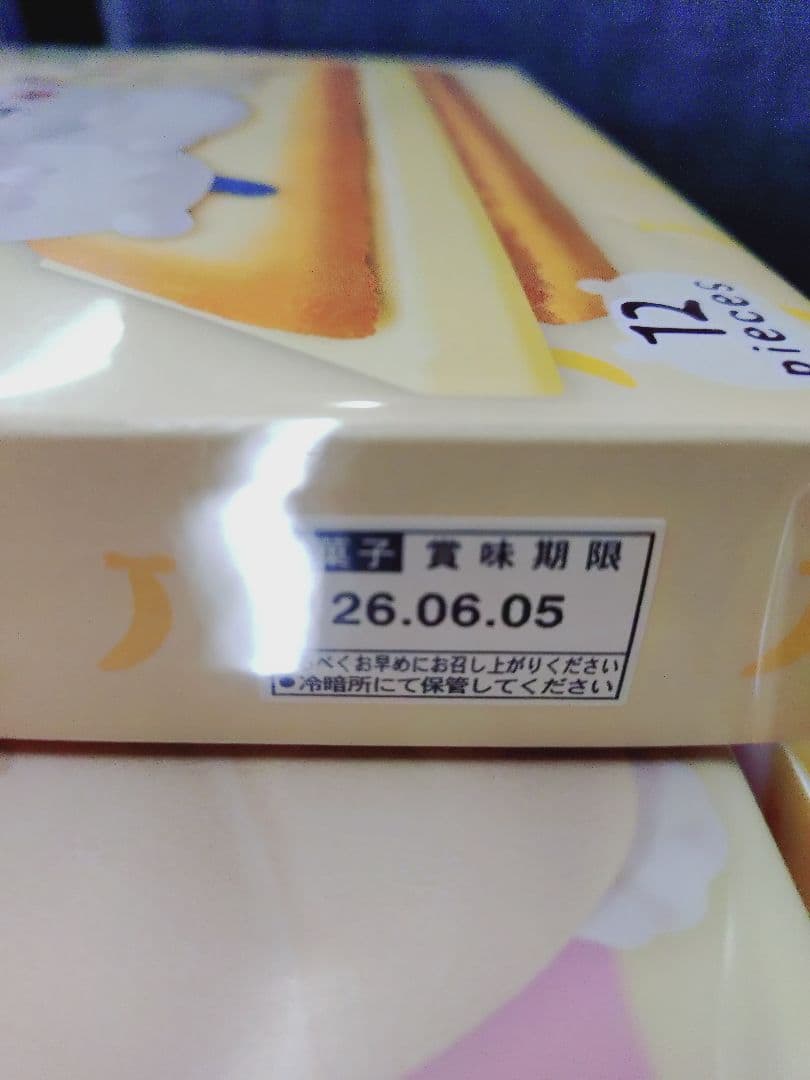 12
pieces
菓子 賞味期限
26.06.05
べくお早めにお召し上がりください
●冷暗所にて保管してください